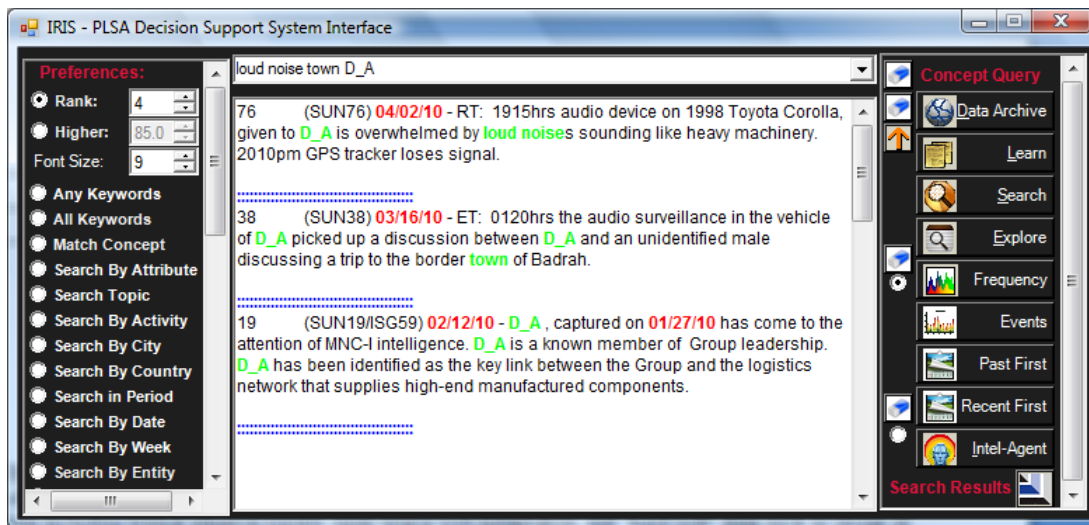 IRIS - PLSA Decision Support System Interface
Preferences:
Rank: 4
Higher: 85.0
Font Size: 9
Any Keywords
All Keywords
Match Concept
Search By Attribute
Search Topic
Search By Activity
Search By City
Search By Country
Search in Period
Search By Date
Search By Week
Search By Entity
loud noise town D_A
76 (SUN76) 04/02/10 - RT: 1915hrs audio device on 1998 Toyota Corolla,
given to D_A is overwhelmed by loud noises sounding like heavy machinery.
2010pm GPS tracker loses signal.
38 (SUN38) 03/16/10 - ET: 0120hrs the audio surveillance in the vehicle
of D_A picked up a discussion between D_A and an unidentified male
discussing a trip to the border town of Badrah.
19 (SUN19/ISG59) 02/12/10 - D_A , captured on 01/27/10 has come to the
attention of MNC-I intelligence. D_A is a known member of Group leadership.
D_A has been identified as the key link between the Group and the logistics
network that supplies high-end manufactured components.
Concept Query
Data Archive
Learn
Search
Explore
Frequency
Events
Past First
Recent First
Intel-Agent
Search Results